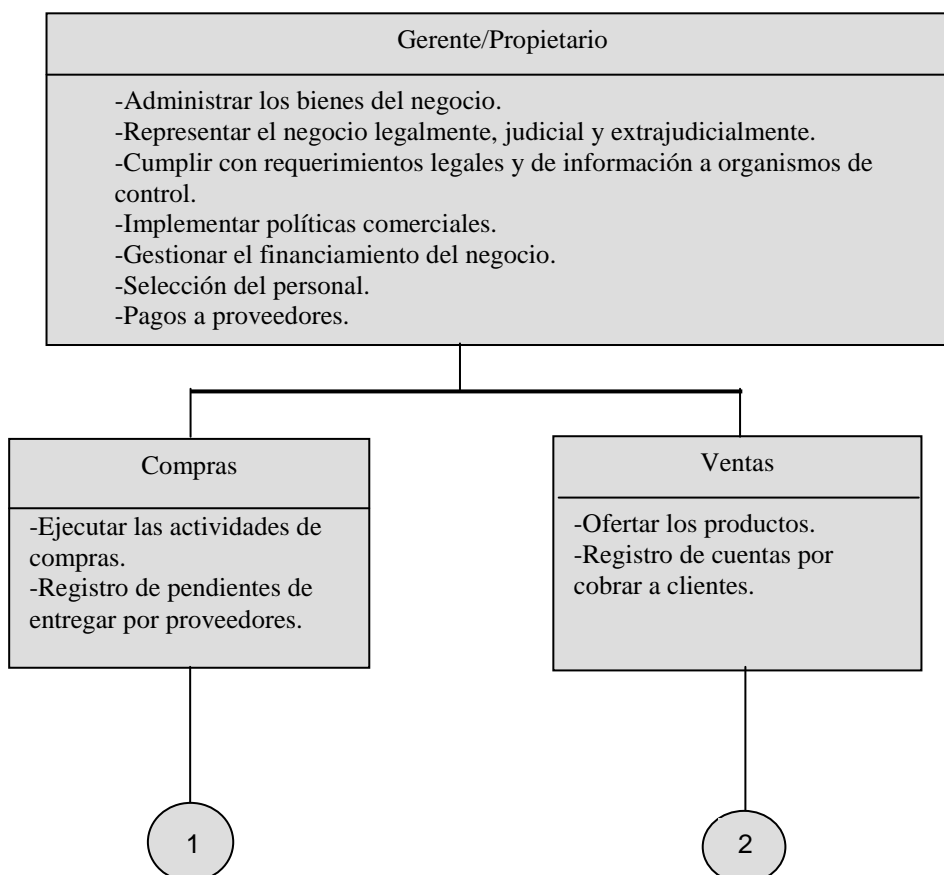 Gerente/Propietario
-Administrar los bienes del negocio.
-Representar el negocio legalmente, judicial y extrajudicialmente.
-Cumplir con requerimientos legales y de información a organismos de
control.
-Implementar políticas comerciales.
-Gestionar el financiamiento del negocio.
-Selección del personal.
-Pagos a proveedores.
Compras
-Ejecutar las actividades de
compras.
-Registro de pendientes de
entregar por proveedores.
Ventas
-Ofertar los productos.
-Registro de cuentas por
cobrar a clientes.
1
2